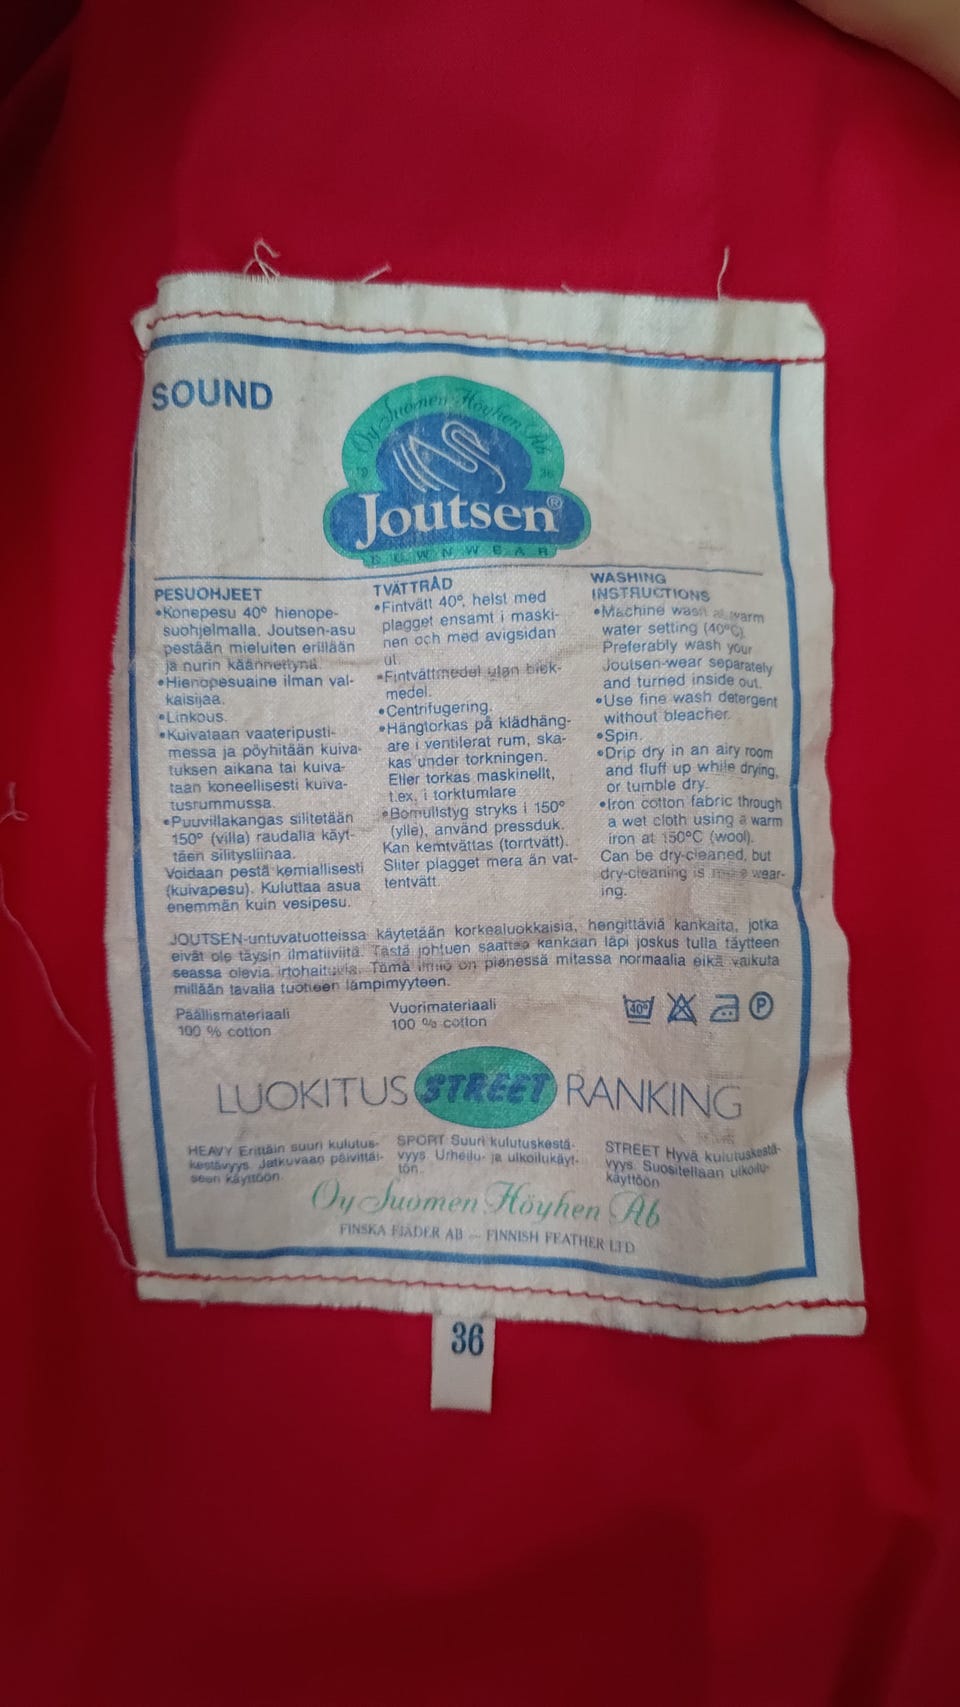 SOUND
Oy Suomen Höyhen Ab
Joutsen®
DOWNWEAR
PESUOHJEET
•Konepesu 40° hienope-
suohjelmalla. Joutsen-asu
pestään mieluiten erillään
ja nurin käännettynä.
•Hienopesuaine ilman val-
kaisijaa.
•Linkous.
•Kuivataan vaateripusti-
messa ja pöyhitään kuiva-
tuksen aikana tai kuiva-
taan koneellisesti kuiva-
tusrummussa.
•Puuvillakangas silitetään
150° (villa) raudalla käyt-
täen silitysliinaa.
Voidaan pestä kemiallisesti
(kuivapesu). Kuluttaa asua
enemmän kuin vesipesu.
TVÄTTRÅD
•Fintvätt 40°, helst med
plagget ensamt i maski-
nen och med avigsidan
ut.
•Fintvättmedel utan blek-
medel.
•Centrifugering.
•Hängtorkas på klädhäng-
are i ventilerat rum, ska-
kas under torkningen.
Eller torkas maskinellt,
t.ex. i torktumlare
•Bomullstyg stryks i 150°
(ylle), använd pressduk.
Kan kemtvättas (torrtvätt).
Sliter plagget mera än vat-
tentvätt.
WASHING
INSTRUCTIONS
•Machine wash at warm
water setting (40°C).
Preferably wash your
Joutsen-wear separately
and turned inside out.
•Use fine wash detergent
without bleacher.
•Spin.
•Drip dry in an airy room
and fluff up while drying,
or tumble dry.
•Iron cotton fabric through
a wet cloth using a warm
iron at 150°C (wool).
Can be dry-cleaned, but
dry-cleaning is more wear-
ing.
JOUTSEN-untuvatuotteissa käytetään korkealuokkaisia, hengittäviä kankaita, jotka
eivät ole täysin ilmatiiviitä. Tästä johtuen saattaa kankaan läpi joskus tulla täytteen
seassa olevia irtohaituvia. Tämä ilmiö on pienessä mitassa normaalia eikä vaikuta
millään tavalla tuotteen lämpimyyteen.
Päällismateriaali
100 % cotton
Vuorimateriaali
100 % cotton
40° P
LUOKITUS STREET RANKING
HEAVY Erittäin suuri kulutus-
kestävyys. Jatkuvaan päivittäi-
seen käyttöön.
SPORT Suuri kulutuskestä-
vyys. Urheilu- ja ulkoilukäyt-
töön.
STREET Hyvä kulutuskestä-
vyys. Suositellaan ulkoilu-
käyttöön
Oy Suomen Höyhen Ab
FINSKA FJÄDER AB — FINNISH FEATHER LTD
36